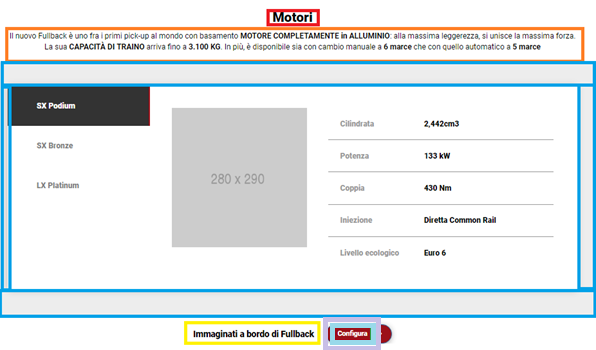 Motori
Il nuovo Fullback è uno fra i primi pick-up al mondo con basamento MOTORE COMPLETAMENTE in ALLUMINIO: alla massima leggerezza, si unisce la massima forza.
La sua CAPACITÀ DI TRAINO arriva fino a 3.100 KG. In più, è disponibile sia con cambio manuale a 6 marce che con quello automatico a 5 marce
SX Podium
SX Bronze
LX Platinum
280 x 290
Cilindrata 2,442cm3
Potenza 133 kW
Coppia 430 Nm
Iniezione Diretta Common Rail
Livello ecologico Euro 6
Immaginati a bordo di Fullback Configura